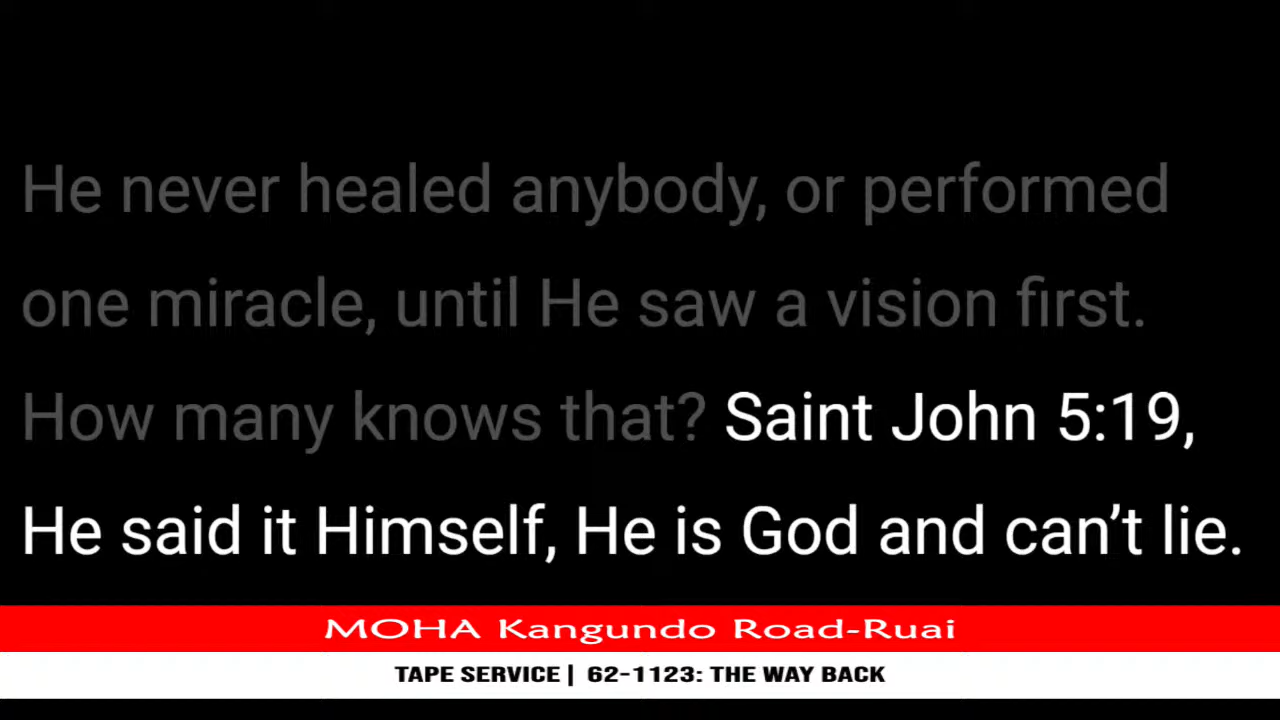 He never healed anybody, or performed
one miracle, until He saw a vision first.
How many knows that? Saint John 5:19,
He said it Himself, He is God and can’t lie.
MOHA Kangundo Road-Ruai
TAPE SERVICE | 62-1123: THE WAY BACK